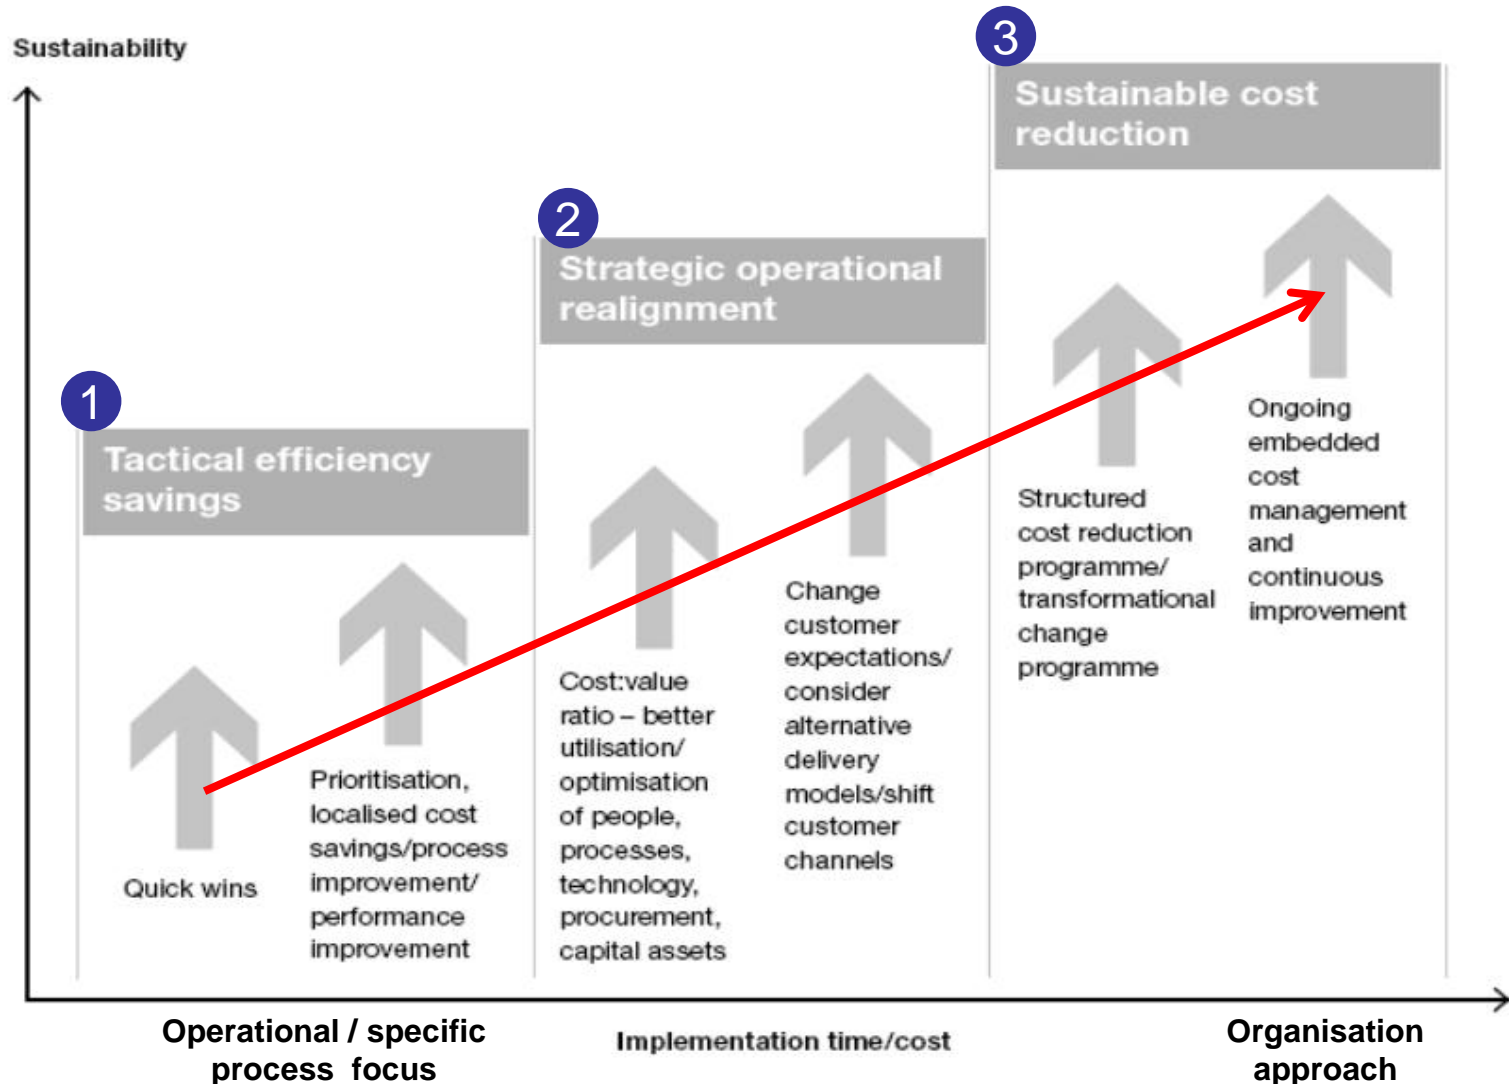 Sustainability
1
Tactical efficiency
savings
Quick wins
Prioritisation,
localised cost
savings/process
improvement/
performance
improvement
2
Strategic operational
realignment
Cost:value
ratio – better
utilisation/
optimisation
of people,
processes,
technology,
procurement,
capital assets
Change
customer
expectations/
consider
alternative
delivery
models/shift
customer
channels
3
Sustainable cost
reduction
Structured
cost reduction
programme/
transformational
change
programme
Ongoing
embedded
cost
management
and
continuous
improvement
Operational / specific
process focus
Implementation time/cost
Organisation
approach